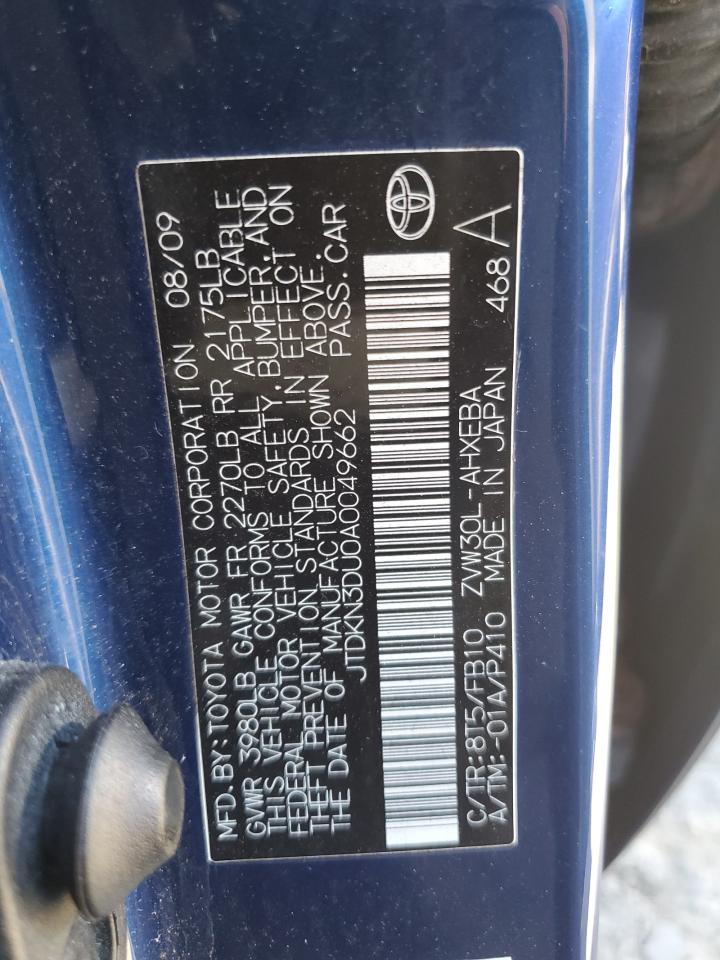 MFD.BY:TOYOTA MOTOR CORPORATION 08/09
GVWR 3980LB GAWR FR 2270LB RR 2175LB
THIS VEHICLE CONFORMS TO ALL APPLICABLE
FEDERAL MOTOR VEHICLE SAFETY,BUMPER,AND
THEFT PREVENTION STANDARDS IN EFFECT ON
THE DATE OF MANUFACTURE SHOWN ABOVE.
JTDKN3DU0A0049662 PASS.CAR
C/TR:8T5/FB10 ZVW30L-AHXEBA
A/TM:-01A/P410 MADE IN JAPAN 468 A